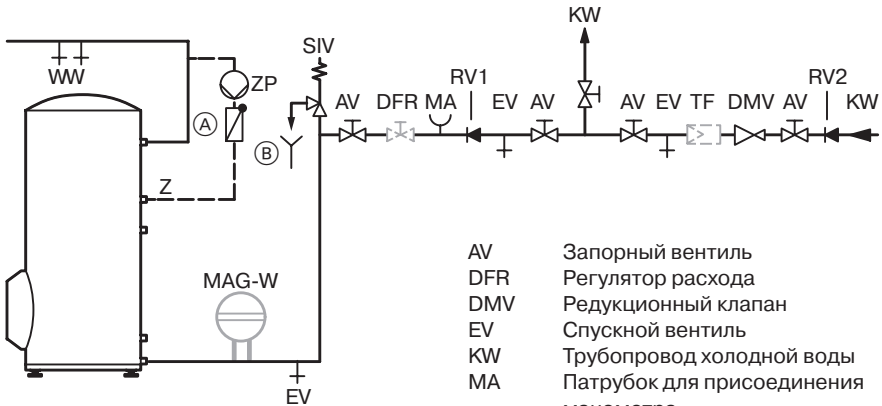 KW
SIV
WW
ZP
RV1
RV2
AV DFR MA EV AV AV EV TF DMV AV KW
A
B
Z
MAG-W
EV
AV Запорный вентиль
DFR Регулятор расхода
DMV Редукционный клапан
EV Спускной вентиль
KW Трубопровод холодной воды
MA Патрубок для присоединения